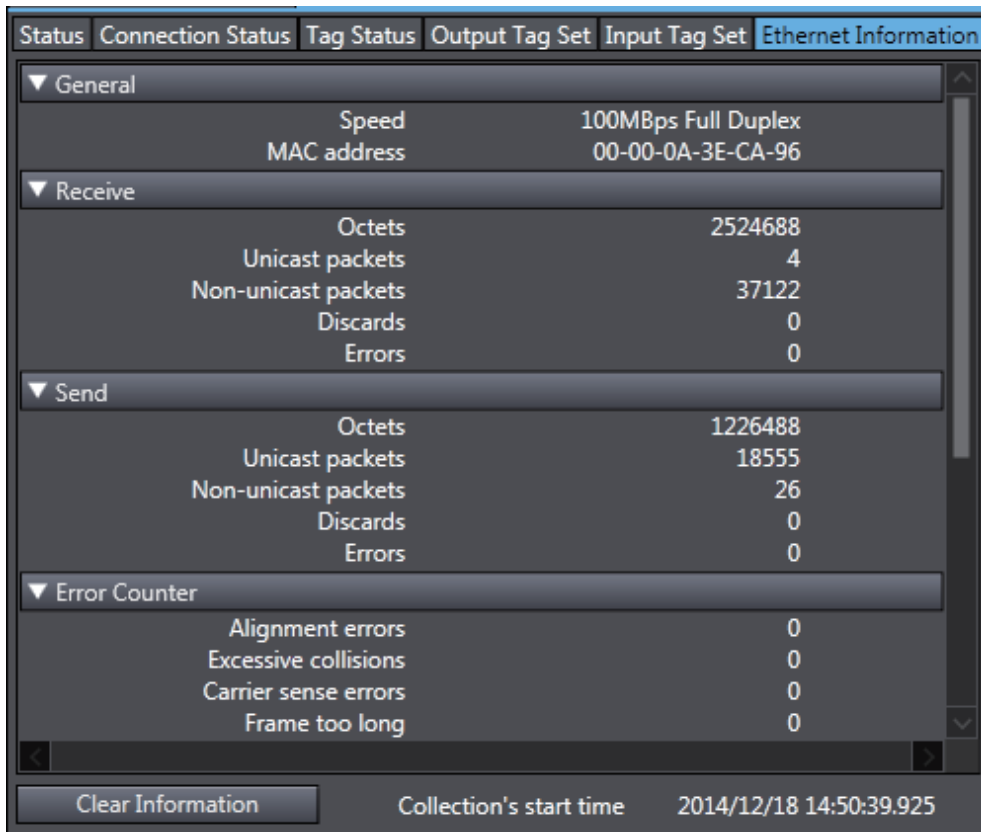 Status Connection Status Tag Status Output Tag Set Input Tag Set Ethernet Information
▼ General
Speed 100MBps Full Duplex
MAC address 00-00-0A-3E-CA-96
▼ Receive
Octets 2524688
Unicast packets 4
Non-unicast packets 37122
Discards 0
Errors 0
▼ Send
Octets 1226488
Unicast packets 18555
Non-unicast packets 26
Discards 0
Errors 0
▼ Error Counter
Alignment errors 0
Excessive collisions 0
Carrier sense errors 0
Frame too long 0
Clear Information Collection's start time 2014/12/18 14:50:39.925